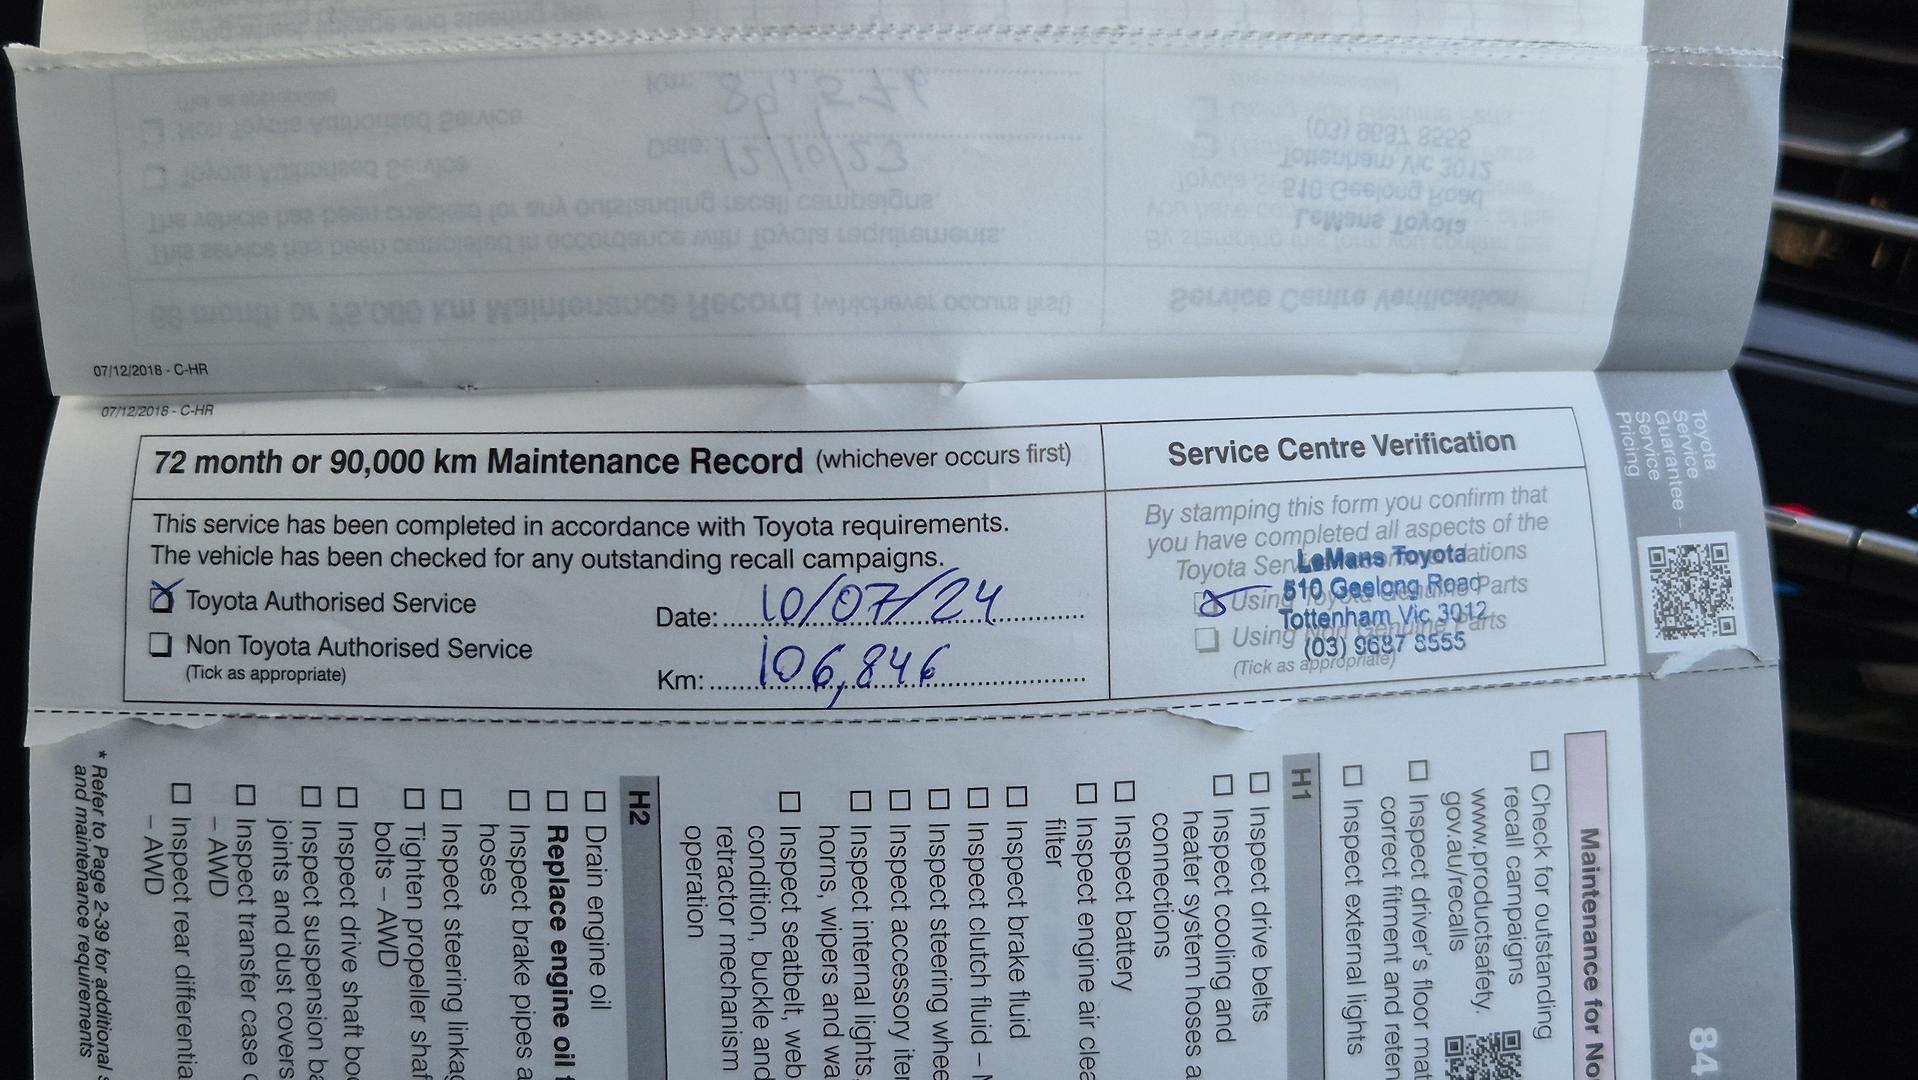 07/12/2018 - C-HR
07/12/2018 - C-HR
72 month or 90,000 km Maintenance Record (whichever occurs first)
This service has been completed in accordance with Toyota requirements.
The vehicle has been checked for any outstanding recall campaigns.
Toyota Authorised Service
Non Toyota Authorised Service
(Tick as appropriate)
Date: 10/07/24
Km: 106,846
Service Centre Verification
By stamping this form you confirm that
you have completed all aspects of the
LeMans Toyota
510 Geelong Road
Tottenham Vic 3012
(03) 9687 8555
(Tick as appropriate)
Toyota
Service
Guarantee –
Service
Pricing
84
Maintenance for No
Check for outstanding
recall campaigns
www.productsafety.
gov.au/recalls
Inspect driver's floor mat
correct fitment and reten
Inspect external lights
H1
Inspect drive belts
Inspect cooling and
heater system hoses a
connections
Inspect battery
Inspect engine air clea
filter
Inspect brake fluid
Inspect clutch fluid –
Inspect steering whee
Inspect accessory iter
Inspect internal lights
horns, wipers and wa
Inspect seatbelt, web
condition, buckle and
retractor mechanism
operation
H2
Drain engine oil
Replace engine oil
Inspect brake pipes a
hoses
Inspect steering linkag
Tighten propeller shaf
bolts – AWD
Inspect drive shaft boo
Inspect suspension ba
joints and dust covers
Inspect transfer case
– AWD
Inspect rear differentia
– AWD
* Refer to Page 2-39 for additional
and maintenance requirements